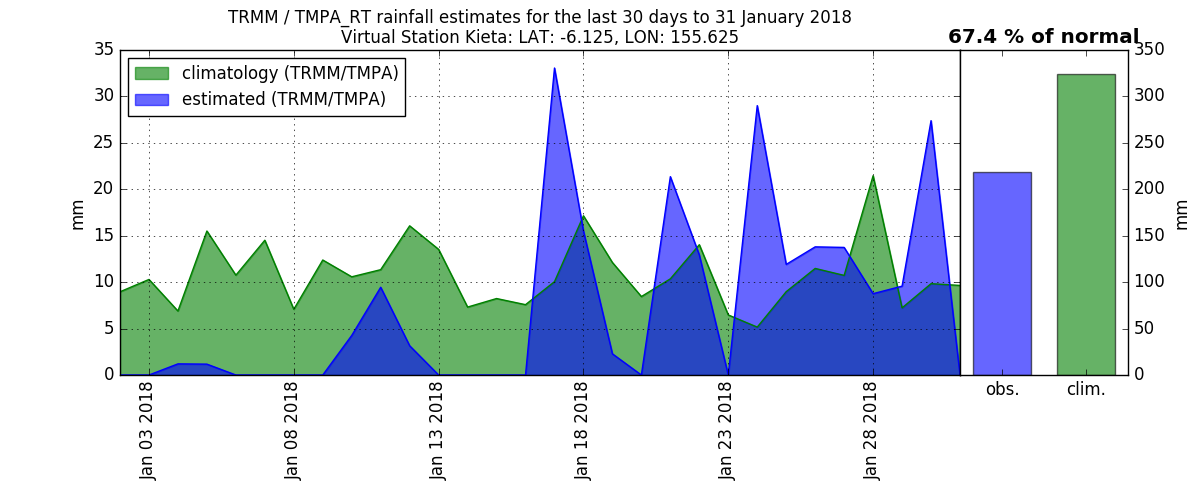 TRMM / TMPA_RT rainfall estimates for the last 30 days to 31 January 2018
Virtual Station Kieta: LAT: -6.125, LON: 155.625
67.4 % of normal
climatology (TRMM/TMPA)
estimated (TRMM/TMPA)
mm
35
30
25
20
15
10
5
0
Jan 03 2018
Jan 08 2018
Jan 13 2018
Jan 18 2018
Jan 23 2018
Jan 28 2018
obs.
clim.
350
300
250
200
150
100
50
0
mm